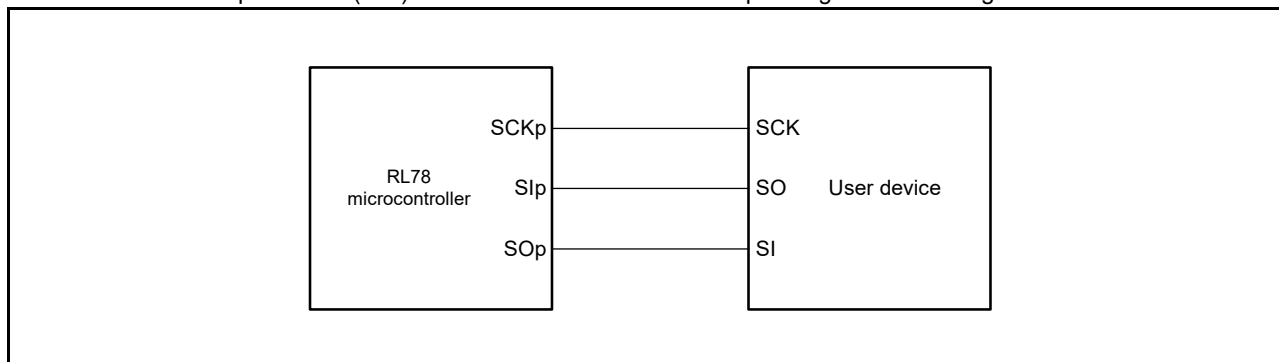 SCKp
SCK
RL78
microcontroller
SIp
SO
User device
SOp
SI